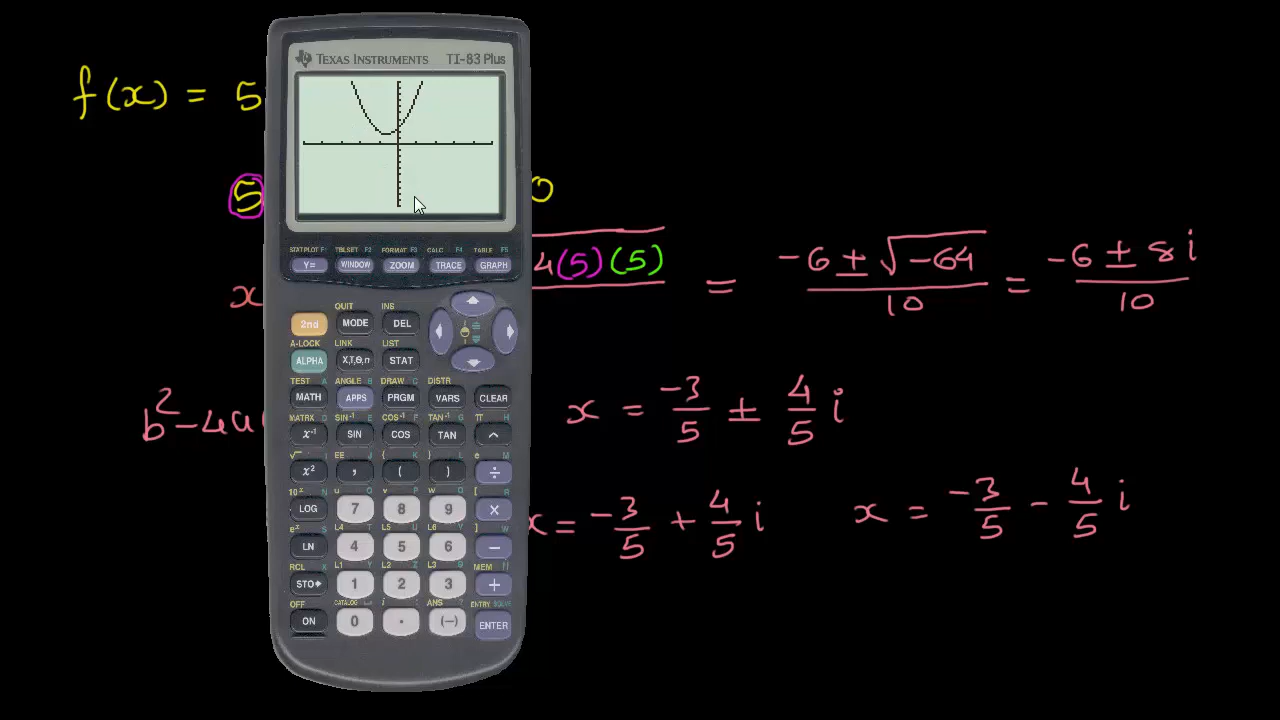 TEXAS INSTRUMENTS TI-83 Plus
f(x) = 5
5 0
x 4(5)(5) = -6 ± √-64 / 10 = -6 ± 8i / 10
b² - 4a x = -3/5 ± 4/5 i
x = -3/5 + 4/5 i x = -3/5 - 4/5 i
STAT PLOT F1 TBLSET F2 FORMAT F3 CALC F4 TABLE F5
Y= WINDOW ZOOM TRACE GRAPH
QUIT INS
2nd MODE DEL
A-LOCK LINK LIST
ALPHA X,T,Θ,n STAT
TEST A ANGLE B DRAW C DISTR
MATH APPS PRGM VARS CLEAR
MATRX D SIN⁻¹ E COS⁻¹ F TAN⁻¹ G π H
x⁻¹ SIN COS TAN ^
√ I EE J { K } L e M
x² , ( ) ÷
10ˣ N u O v P w Q [ R
LOG 7 8 9 ×
eˣ S L4 T L5 U L6 V ] W
LN 4 5 6 −
RCL X L1 Y L2 Z L3 θ MEM "
STO▸ 1 2 3 +
OFF CATALOG i ANS ? ENTRY SOLVE
ON 0 . (−) ENTER